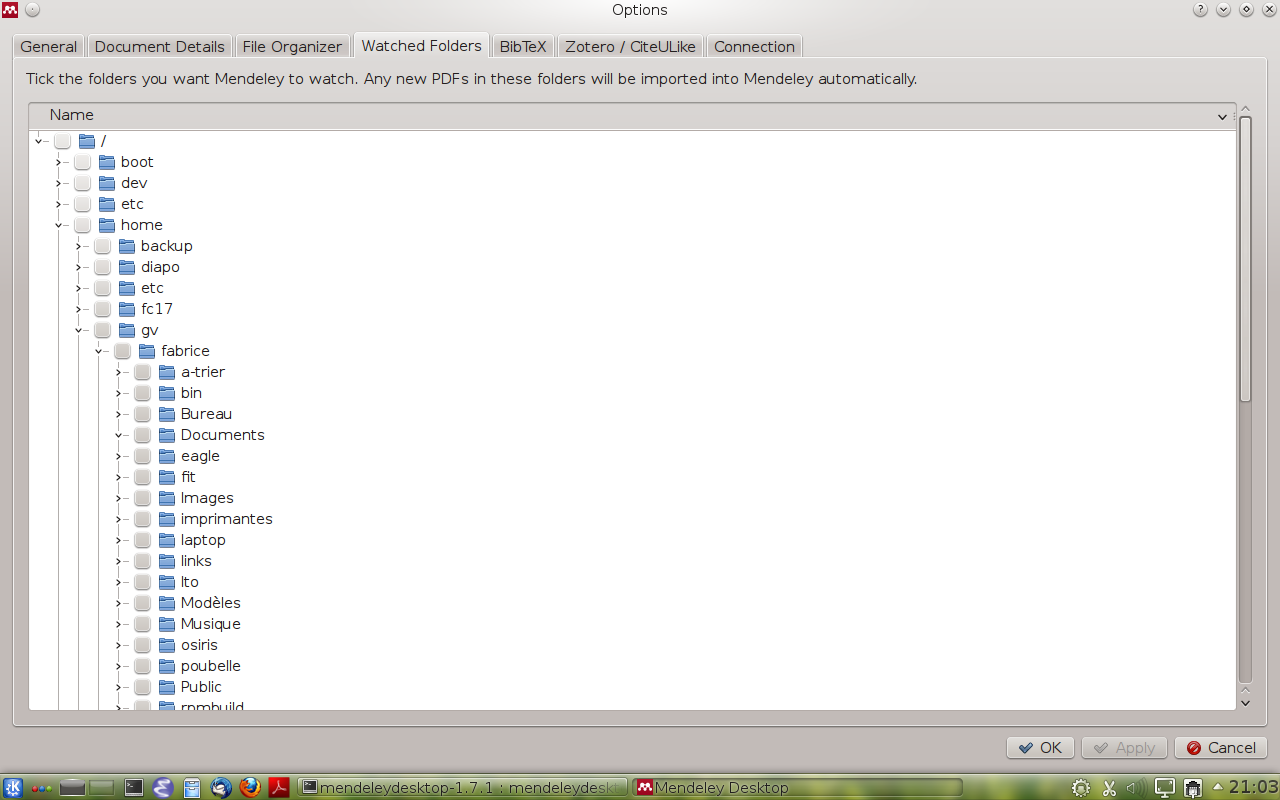 Options
General Document Details File Organizer Watched Folders BibTeX Zotero / CiteULike Connection
Tick the folders you want Mendeley to watch. Any new PDFs in these folders will be imported into Mendeley automatically.
Name
/
boot
dev
etc
home
backup
diapo
etc
fc17
gv
fabrice
a-trier
bin
Bureau
Documents
eagle
fit
Images
imprimantes
laptop
links
lto
Modèles
Musique
osiris
poubelle
Public
rpmbuild
OK Apply Cancel
mendeleydesktop-1.7.1 : mendeleydeskt Mendeley Desktop 21:03